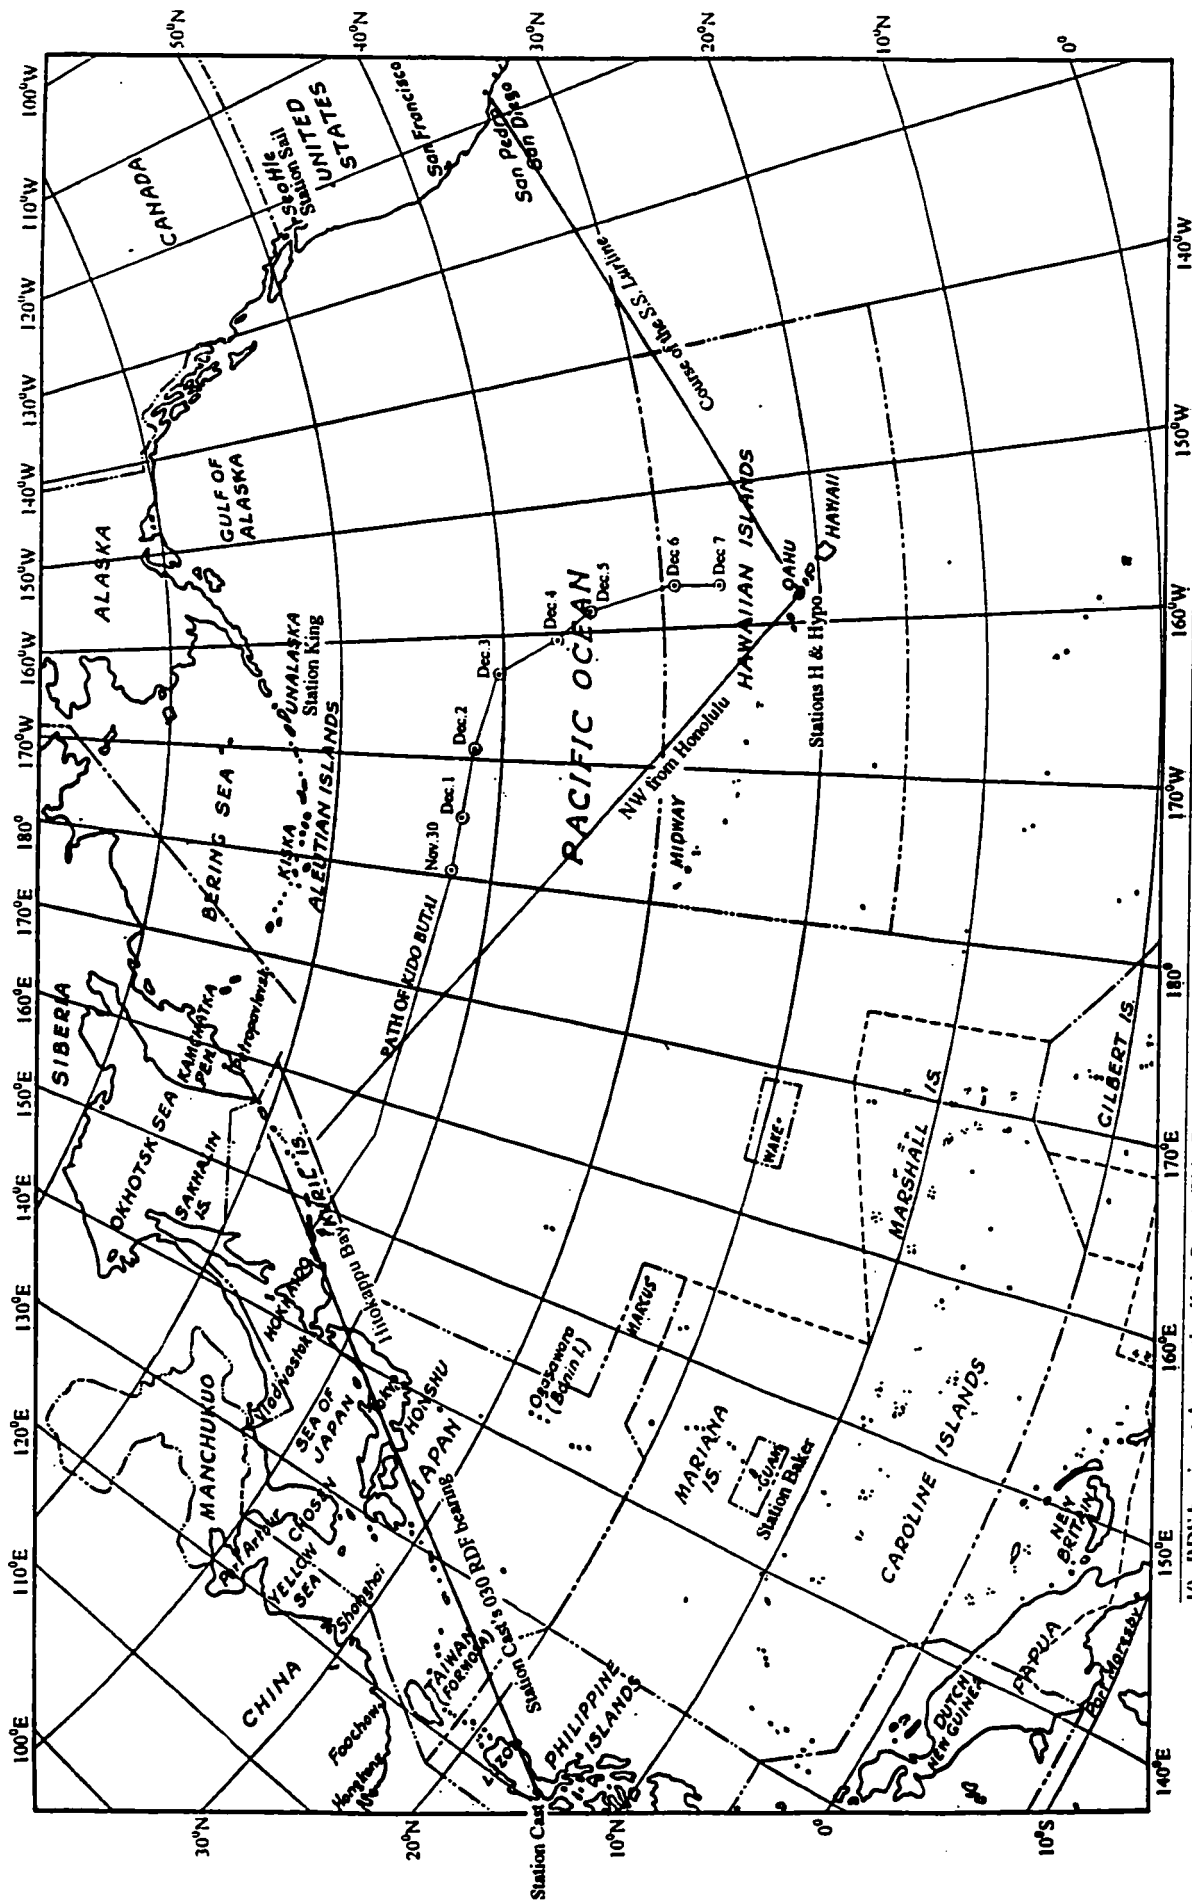 100°W
110°W
120°W
130°W
140°W
150°W
160°W
170°W
180°
170°E
160°E
150°E
140°E
130°E
120°E
110°E
100°E
50°N
40°N
30°N
20°N
10°N
0°
30°N
20°N
10°N
0°
10°S
140°W
150°W
160°W
170°W
180°
170°E
160°E
150°E
140°E
CANADA
Seattle
Station Sail
UNITED
STATES
San Francisco
San Pedro
San Diego
Course of the S.S. Lurline
ALASKA
GULF OF
ALASKA
UNALASKA
Station King
ALEUTIAN ISLANDS
BERING SEA
KISKA
SIBERIA
KAMCHATKA
PEN.
Petropavlovsk
OKHOTSK SEA
SAKHALIN
IS.
KURIL IS.
Hitokappu Bay
HOKKAIDO
MANCHUKUO
Vladivostok
SEA OF
JAPAN
Tokyo
HONSHU
JAPAN
CHOSEN
Port Arthur
YELLOW
SEA
Shanghai
CHINA
Foochow
Hongkong
TAIWAN
(FORMOSA)
Station Cast's 030 RDF bearing
Luzon
Station Cast
PHILIPPINE
ISLANDS
PATH OF KIDO BUTAI
Nov.30
Dec.1
Dec.2
Dec.3
Dec.4
Dec.5
Dec 6
Dec 7
PACIFIC OCEAN
NW from Honolulu
HAWAIIAN ISLANDS
OAHU
HAWAII
Stations H & Hypo
MIDWAY
WAKE
MARCUS
Ogasawara
(Bonin I.)
MARIANA
IS.
GUAM
Station Baker
MARSHALL IS.
GILBERT IS.
CAROLINE ISLANDS
NEW
BRITAIN
DUTCH
NEW GUINEA
PAPUA
Port Moresby